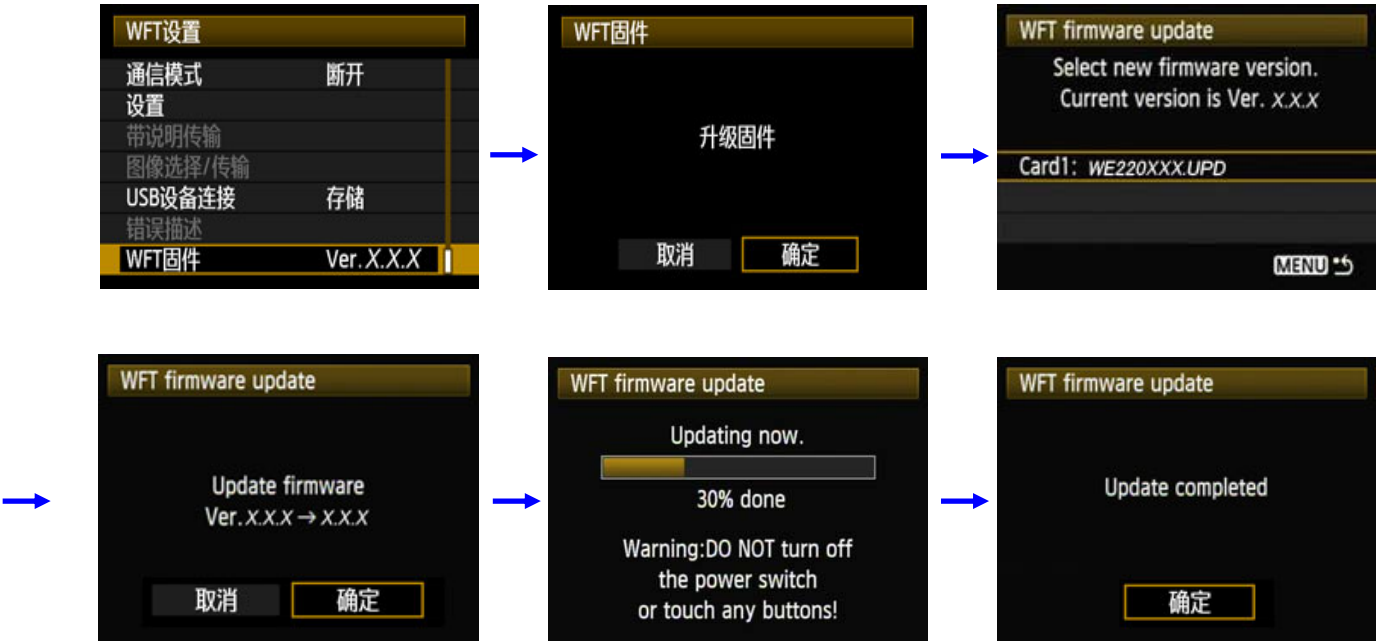 WFT设置
通信模式 断开
设置
带说明传输
图像选择/传输
USB设备连接 存储
错误描述
WFT固件 Ver. X.X.X
WFT固件
升级固件
取消 确定
WFT firmware update
Select new firmware version.
Current version is Ver. X.X.X
Card1: WE220XXX.UPD
MENU
WFT firmware update
Update firmware
Ver. X.X.X→X.X.X
取消 确定
WFT firmware update
Updating now.
30% done
Warning:DO NOT turn off
the power switch
or touch any buttons!
WFT firmware update
Update completed
确定